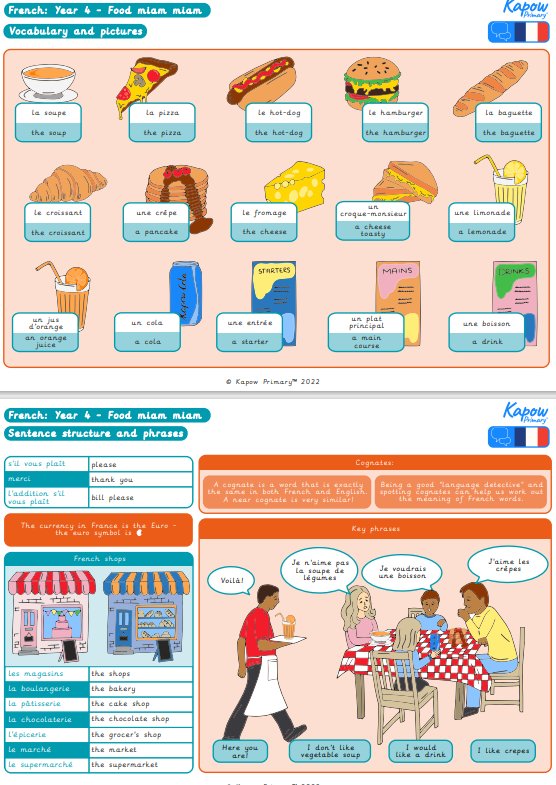 French: Year 4 - Food miam miam
Kapow
Primary™
Vocabulary and pictures
la soupe
the soup
la pizza
the pizza
le hot-dog
the hot-dog
le hamburger
the hamburger
la baguette
the baguette
le croissant
the croissant
une crêpe
a pancake
le fromage
the cheese
un
croque-monsieur
a cheese
toasty
une limonade
a lemonade
un jus
d'orange
an orange
juice
un cola
a cola
STARTERS
une entrée
a starter
MAINS
un plat
principal
a main
course
DRINKS
une boisson
a drink
© Kapow Primary™ 2022
French: Year 4 - Food miam miam
Kapow
Primary™
Sentence structure and phrases
s'il vous plaît
please
merci
thank you
l'addition s'il
vous plaît
bill please
The currency in France is the Euro -
the euro symbol is €
French shops
les magasins
the shops
la boulangerie
the bakery
la pâtisserie
the cake shop
la chocolaterie
the chocolate shop
l'épicerie
the grocer's shop
le marché
the market
le supermarché
the supermarket
Cognates:
A cognate is a word that is exactly
the same in both French and English.
A near cognate is very similar!
Being a good "language detective" and
spotting cognates can help us work out
the meaning of French words.
Key phrases
Voilà!
Je n'aime pas
la soupe de
légumes
Je voudrais
une boisson
J'aime les
crêpes
Here you
are!
I don't like
vegetable soup
I would
like a drink
I like crepes